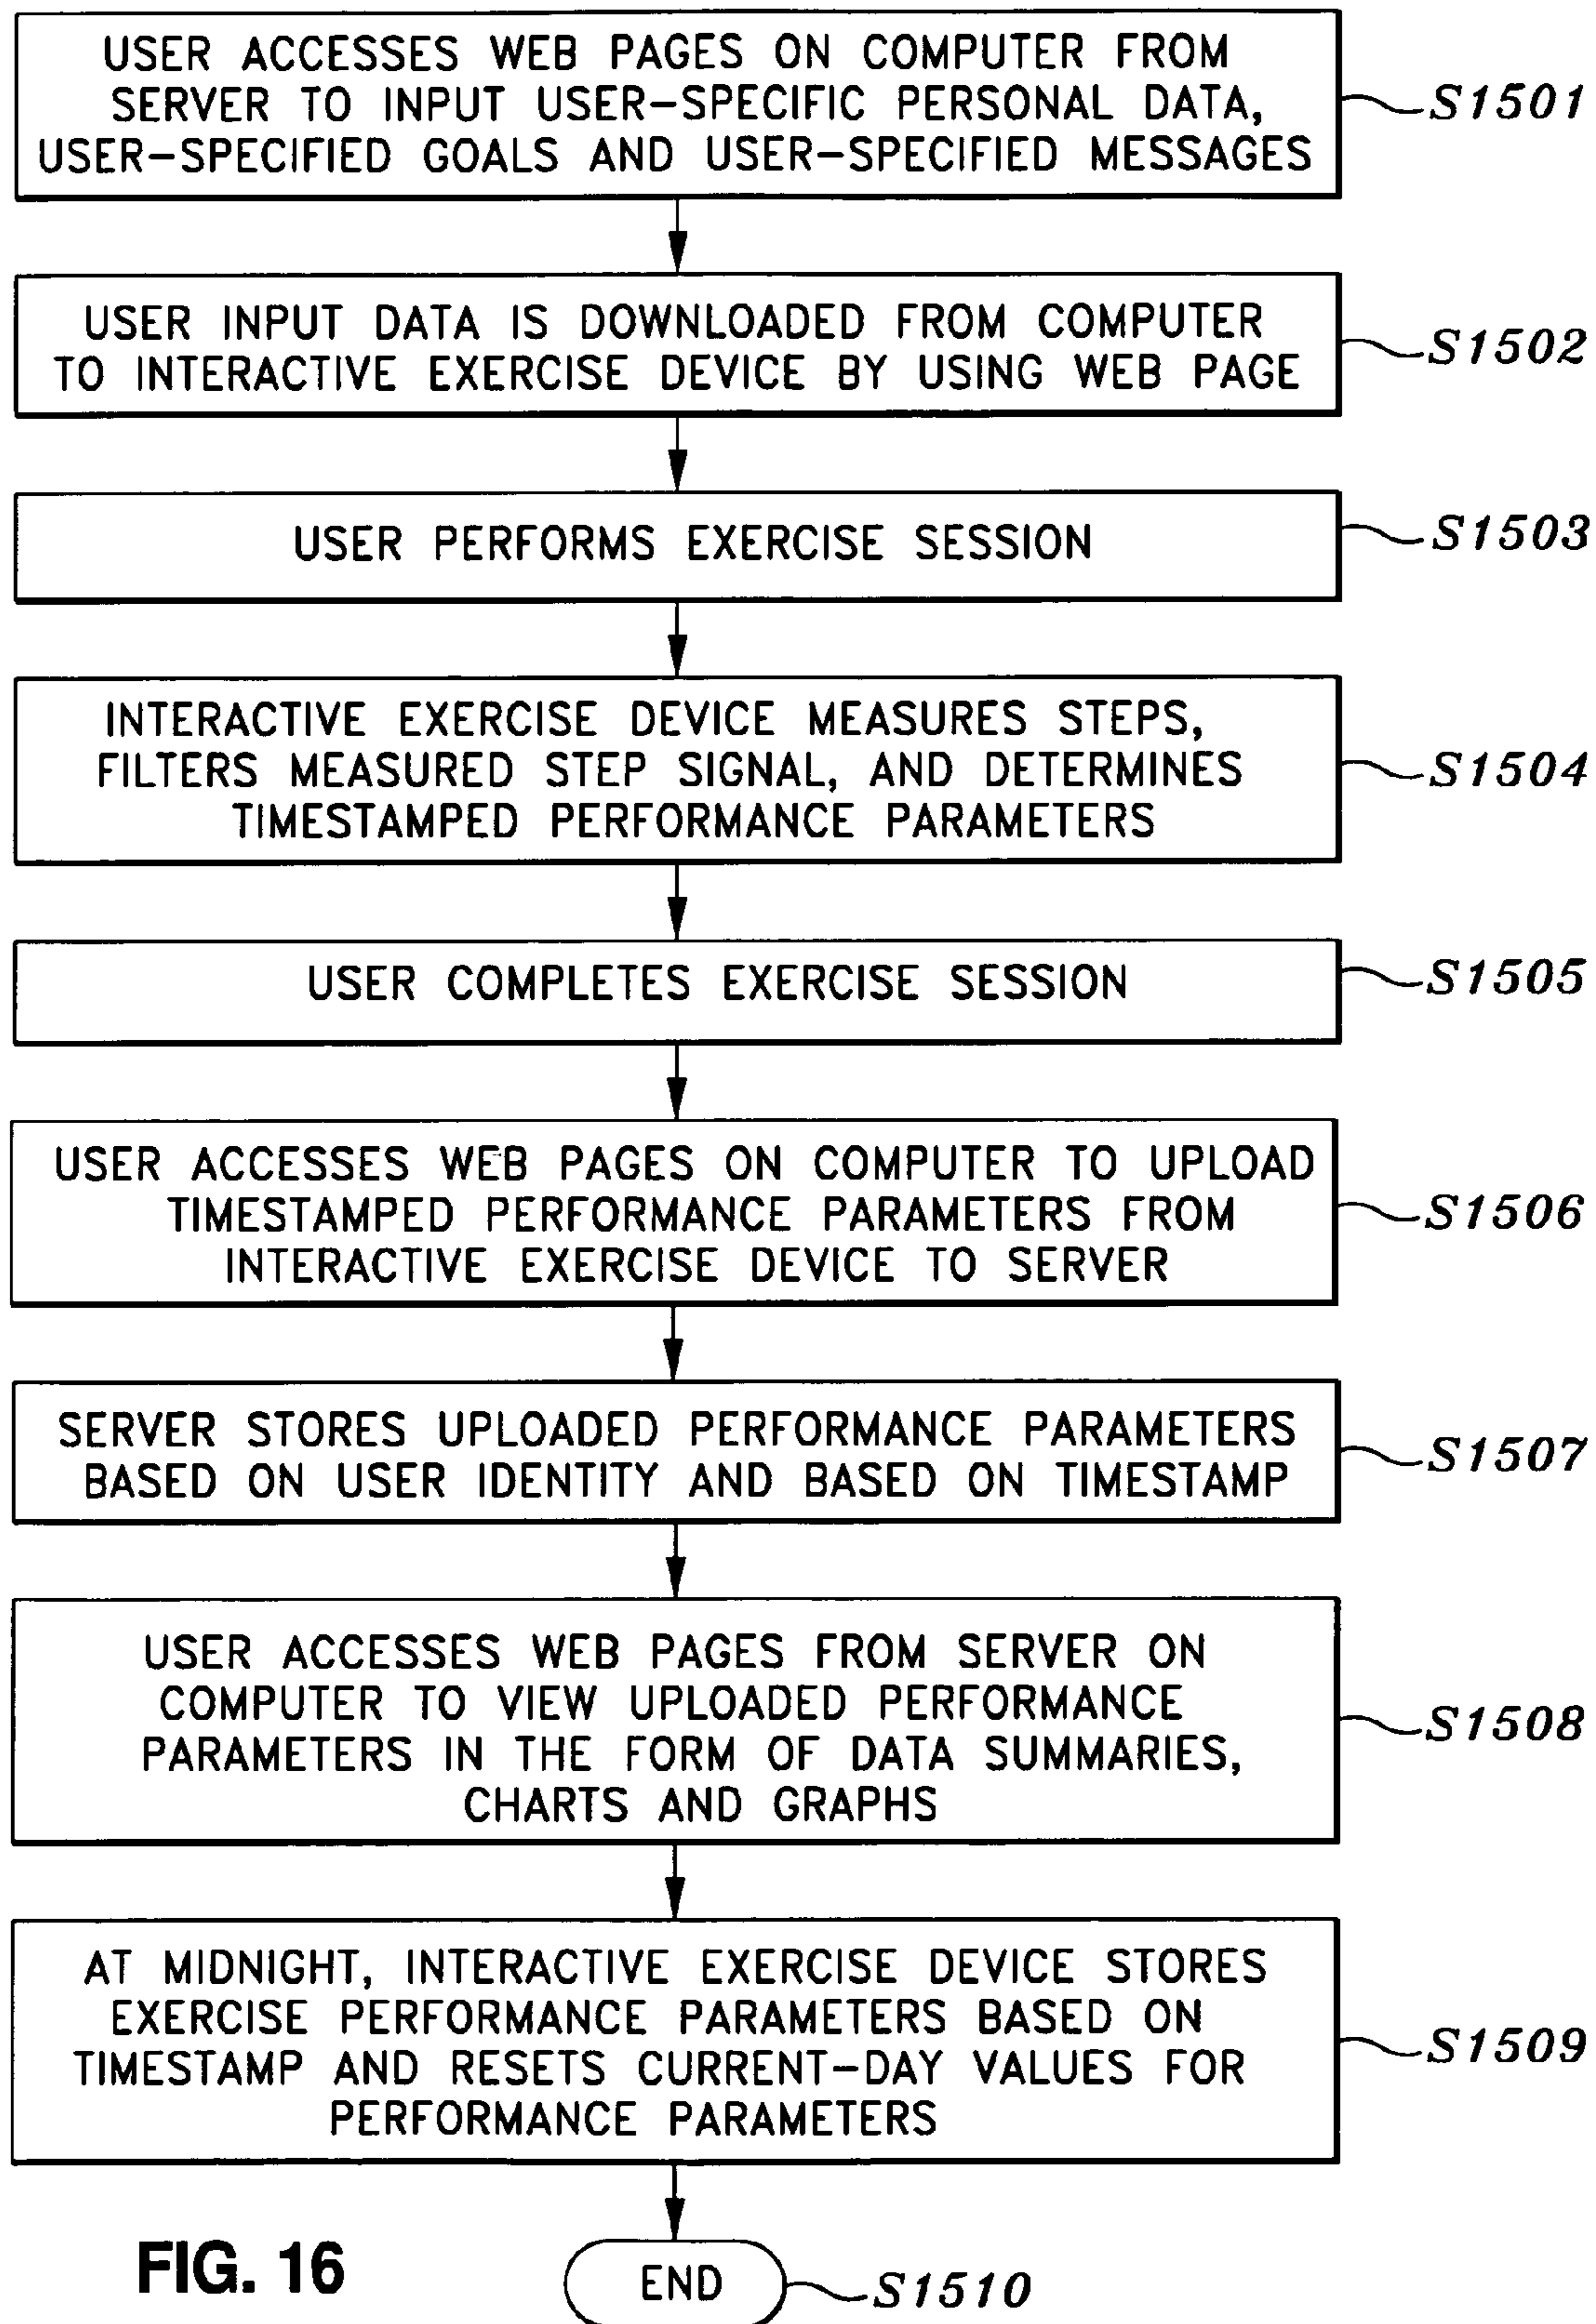 USER ACCESSES WEB PAGES ON COMPUTER FROM
SERVER TO INPUT USER-SPECIFIC PERSONAL DATA,
USER-SPECIFIED GOALS AND USER-SPECIFIED MESSAGES
S1501
USER INPUT DATA IS DOWNLOADED FROM COMPUTER
TO INTERACTIVE EXERCISE DEVICE BY USING WEB PAGE
S1502
USER PERFORMS EXERCISE SESSION
S1503
INTERACTIVE EXERCISE DEVICE MEASURES STEPS,
FILTERS MEASURED STEP SIGNAL, AND DETERMINES
TIMESTAMPED PERFORMANCE PARAMETERS
S1504
USER COMPLETES EXERCISE SESSION
S1505
USER ACCESSES WEB PAGES ON COMPUTER TO UPLOAD
TIMESTAMPED PERFORMANCE PARAMETERS FROM
INTERACTIVE EXERCISE DEVICE TO SERVER
S1506
SERVER STORES UPLOADED PERFORMANCE PARAMETERS
BASED ON USER IDENTITY AND BASED ON TIMESTAMP
S1507
USER ACCESSES WEB PAGES FROM SERVER ON
COMPUTER TO VIEW UPLOADED PERFORMANCE
PARAMETERS IN THE FORM OF DATA SUMMARIES,
CHARTS AND GRAPHS
S1508
AT MIDNIGHT, INTERACTIVE EXERCISE DEVICE STORES
EXERCISE PERFORMANCE PARAMETERS BASED ON
TIMESTAMP AND RESETS CURRENT-DAY VALUES FOR
PERFORMANCE PARAMETERS
S1509
FIG. 16
END
S1510